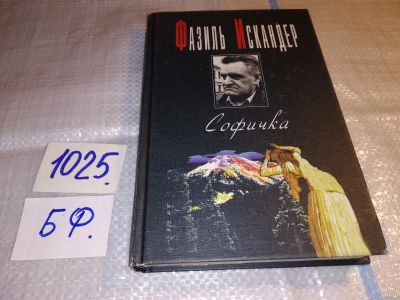 Фазиль Искандер
Софичка
1025.
БФ.